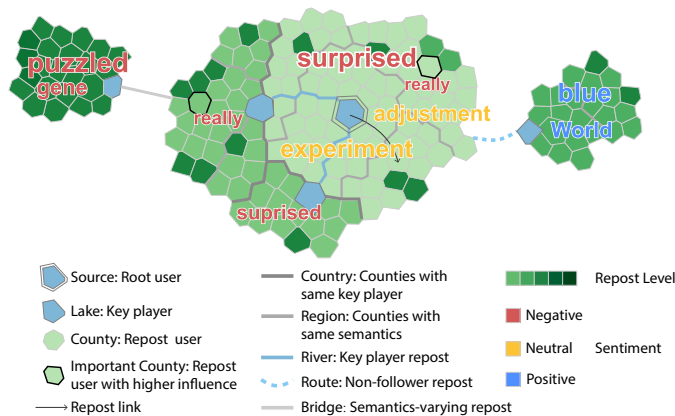 puzzled
gene
surprised
really
really
adjustment
experiment
suprised
blue
World
Source: Root user
Lake: Key player
County: Repost user
Important County: Repost
user with higher influence
Repost link
Country: Counties with
same key player
Region: Counties with
same semantics
River: Key player repost
Route: Non-follower repost
Bridge: Semantics-varying repost
Repost Level
Negative
Neutral
Sentiment
Positive